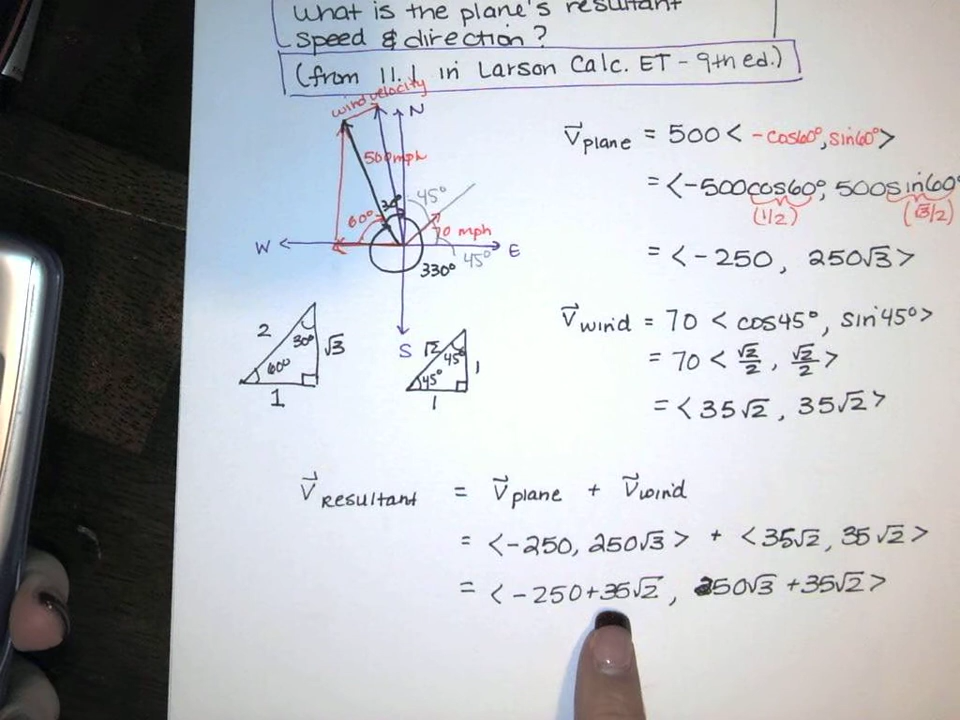 What is the plane's resultant
speed & direction?
(from 11.1 in Larson Calc. ET - 9th ed.)
wind velocity
N
500 mph
30°
45°
60°
70 mph
W
E
45°
330°
S
2
30°
√3
60°
1
√2
45°
1
45°
1
V⃗ plane = 500 < -cos60°, sin60° >
= < -500cos60°, 500sin60°
(1/2) (√3/2)
= < -250, 250√3 >
V⃗ wind = 70 < cos45°, sin45° >
= 70 < √2/2, √2/2 >
= < 35√2, 35√2 >
V⃗ resultant = V⃗ plane + V⃗ wind
= < -250, 250√3 > + < 35√2, 35√2 >
= < -250+35√2, 250√3 + 35√2 >